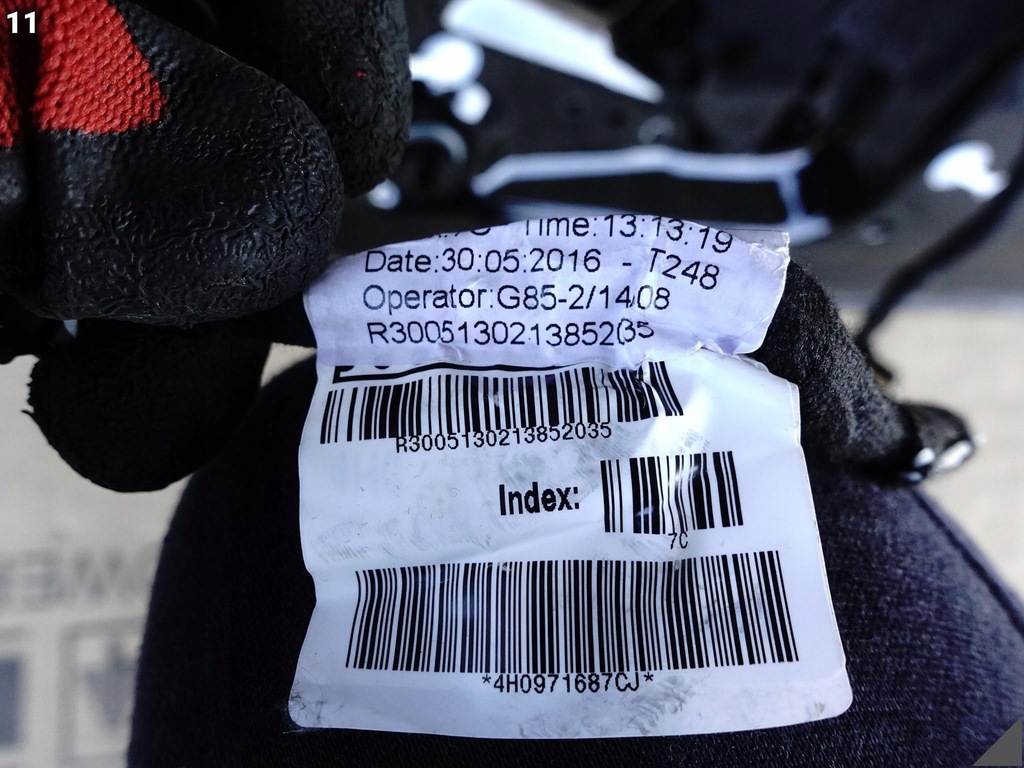 11
Time:13:13:19
Date:30:05:2016 - T248
Operator:G85-2/14/08
R3005130213852035
R3005130213852035
Index:
7C
*4H0971687CJ*